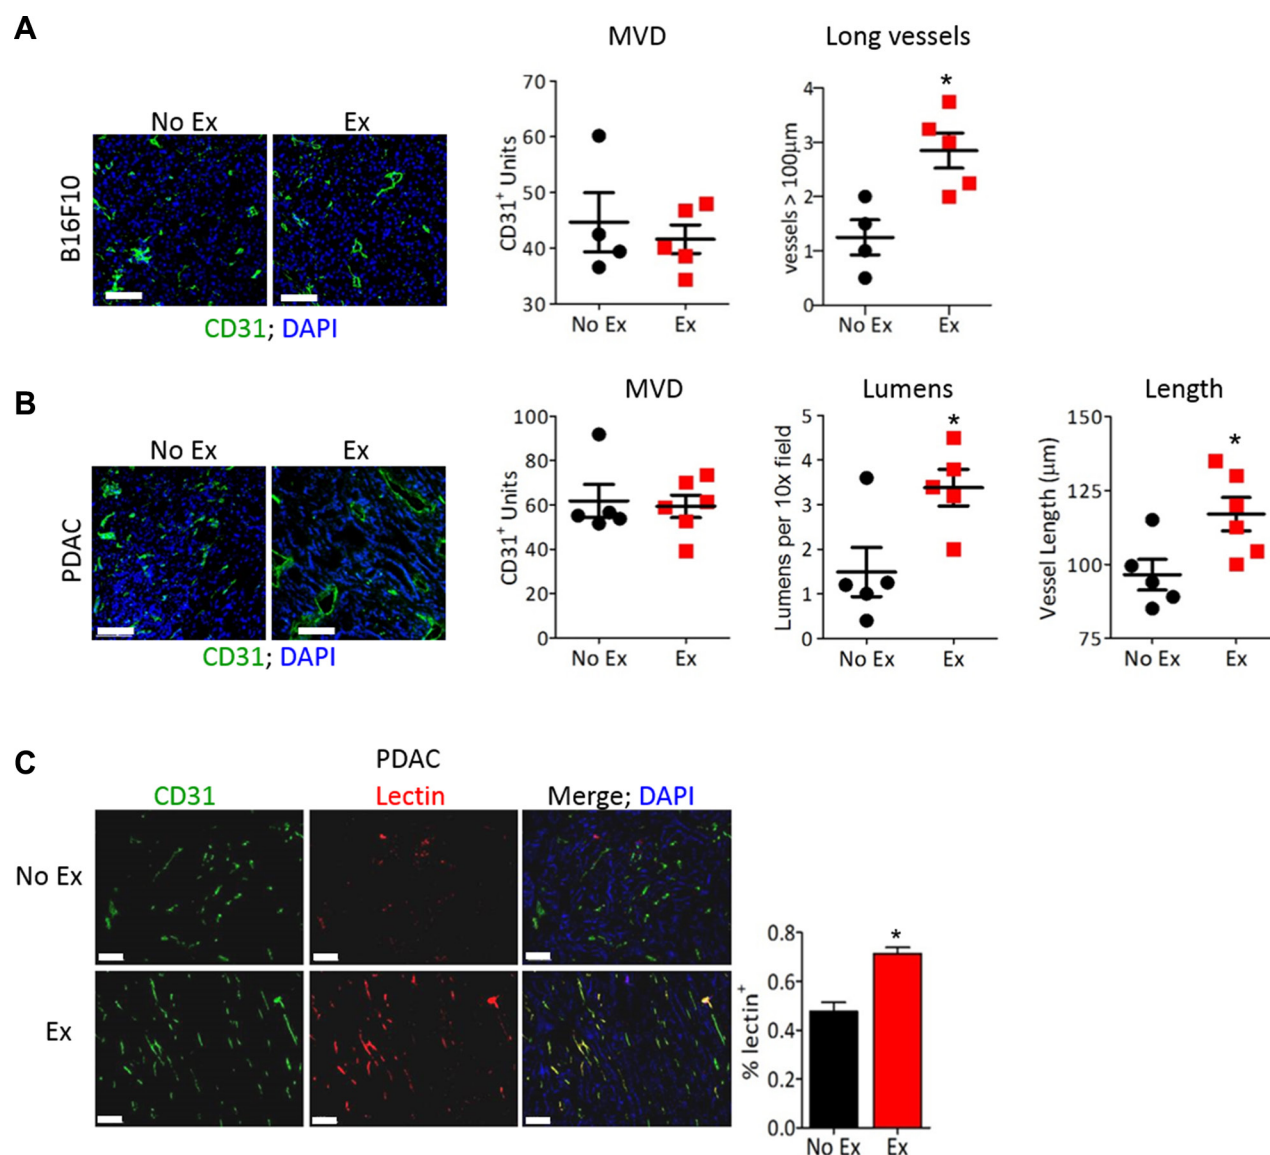 A
MVD
Long vessels
No Ex
Ex
B16F10
CD31; DAPI
CD31+ Units
70
60
50
40
30
No Ex
Ex
vessels > 100µm
*
4
3
2
1
0
No Ex
Ex
B
MVD
Lumens
Length
No Ex
Ex
PDAC
CD31; DAPI
CD31+ Units
100
80
60
40
20
0
No Ex
Ex
Lumens per 10x field
*
5
4
3
2
1
0
No Ex
Ex
Vessel Length (µm)
*
150
125
100
75
No Ex
Ex
C
PDAC
CD31
Lectin
Merge; DAPI
No Ex
Ex
% lectin+
*
0.8
0.6
0.4
0.2
0.0
No Ex
Ex